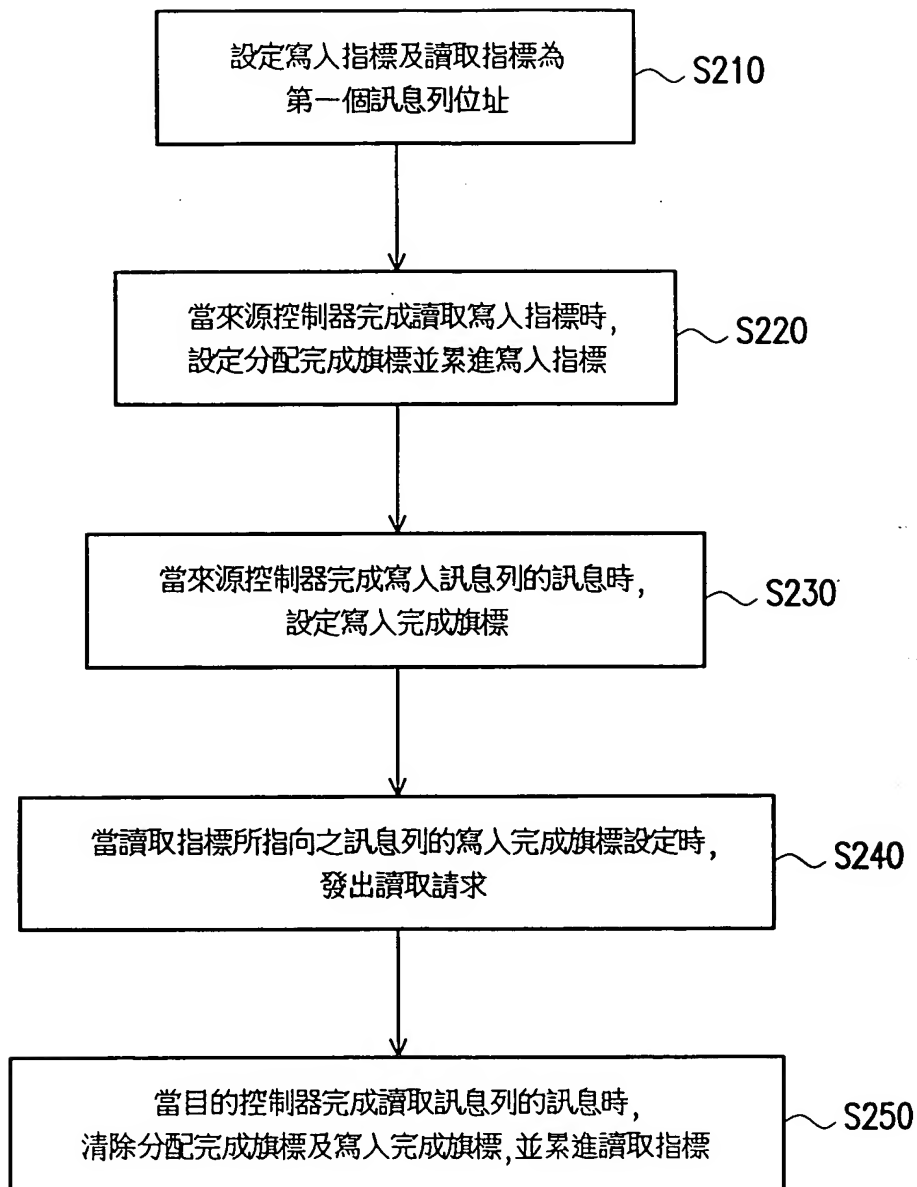 設定寫入指標及讀取指標為
第一個訊息列位址
S210
當來源控制器完成讀取寫入指標時,
設定分配完成旗標並累進寫入指標
S220
當來源控制器完成寫入訊息列的訊息時,
設定寫入完成旗標
S230
當讀取指標所指向之訊息列的寫入完成旗標設定時,
發出讀取請求
S240
當目的控制器完成讀取訊息列的訊息時,
清除分配完成旗標及寫入完成旗標,並累進讀取指標
S250